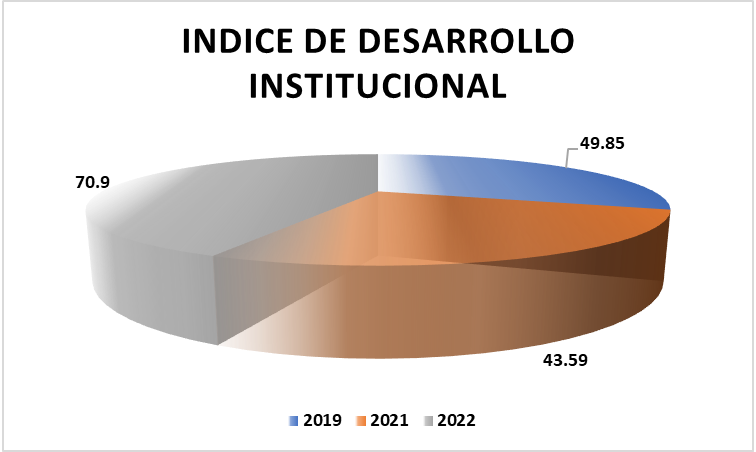 INDICE DE DESARROLLO
INSTITUCIONAL
49.85
70.9
43.59
2019 2021 2022